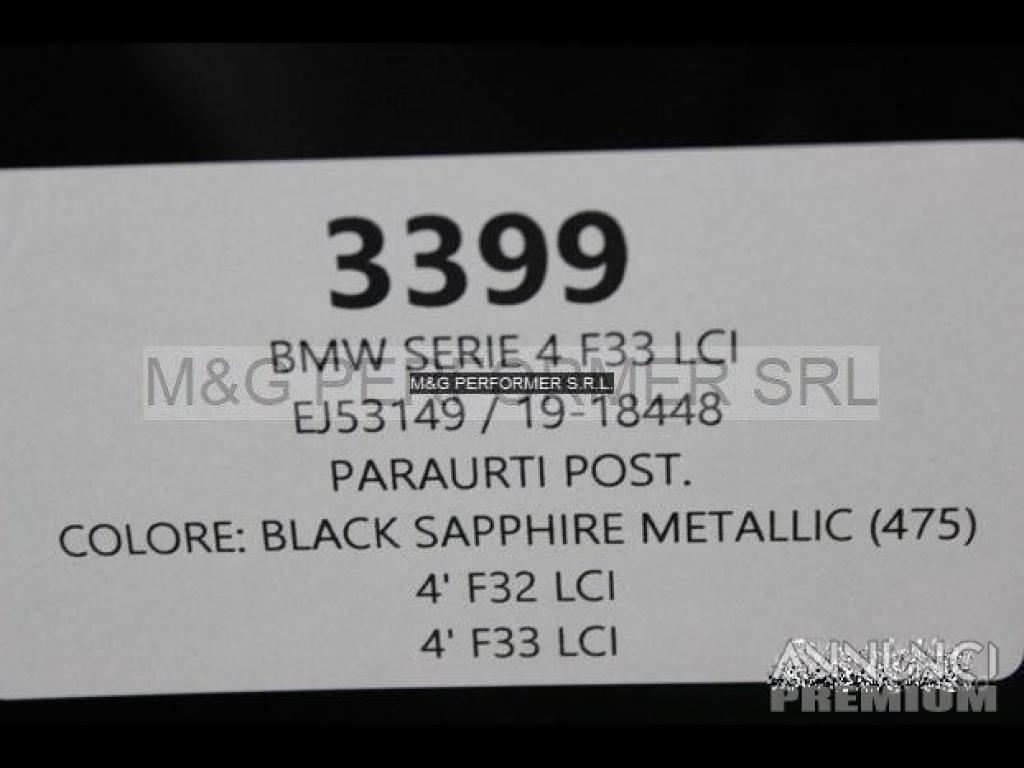 3399
BMW SERIE 4 F33 LCI
M&G PERFORMER SRL
M&G PERFORMER S.R.L.
EJ53149 / 19-18448
PARAURTI POST.
COLORE: BLACK SAPPHIRE METALLIC (475)
4' F32 LCI
4' F33 LCI
ANNUNCI
PREMIUM